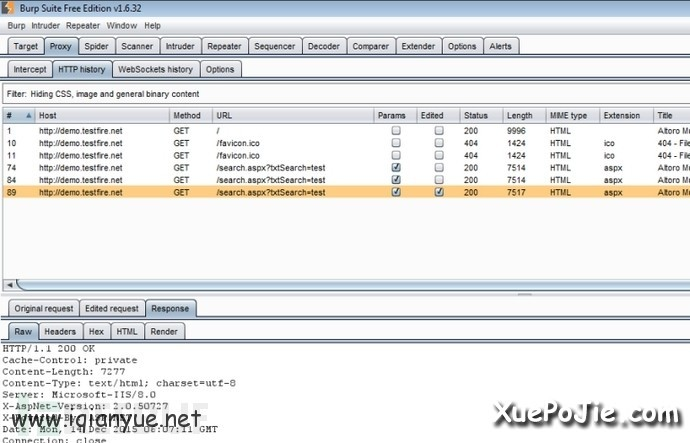 Burp Suite Free Edition v1.6.32
Burp Intruder Repeater Window Help
Target Proxy Spider Scanner Intruder Repeater Sequencer Decoder Comparer Extender Options Alerts
Intercept HTTP history WebSockets history Options
Filter: Hiding CSS, image and general binary content
# Host Method URL Params Edited Status Length MIME type Extension Title
1 http://demo.testfire.net GET / 200 9996 HTML Altoro Mu
10 http://demo.testfire.net GET /favicon.ico 404 1424 HTML ico 404 - File
11 http://demo.testfire.net GET /favicon.ico 404 1424 HTML ico 404 - File
74 http://demo.testfire.net GET /search.aspx?txtSearch=test 200 7514 HTML aspx Altoro Mu
84 http://demo.testfire.net GET /search.aspx?txtSearch=test 200 7514 HTML aspx Altoro Mu
89 http://demo.testfire.net GET /search.aspx?txtSearch=test 200 7517 HTML aspx Altoro Mu
Original request Edited request Response
Raw Headers Hex HTML Render
HTTP/1.1 200 OK
Cache-Control: private
Content-Length: 7277
Content-Type: text/html; charset=utf-8
Server: Microsoft-IIS/8.0
X-AspNet-Version: 2.0.50727
www.iqianyue.net
XuePoJie.com
Date: Mon, 14 Dec 2015 08:07:11 GMT
Connection: close